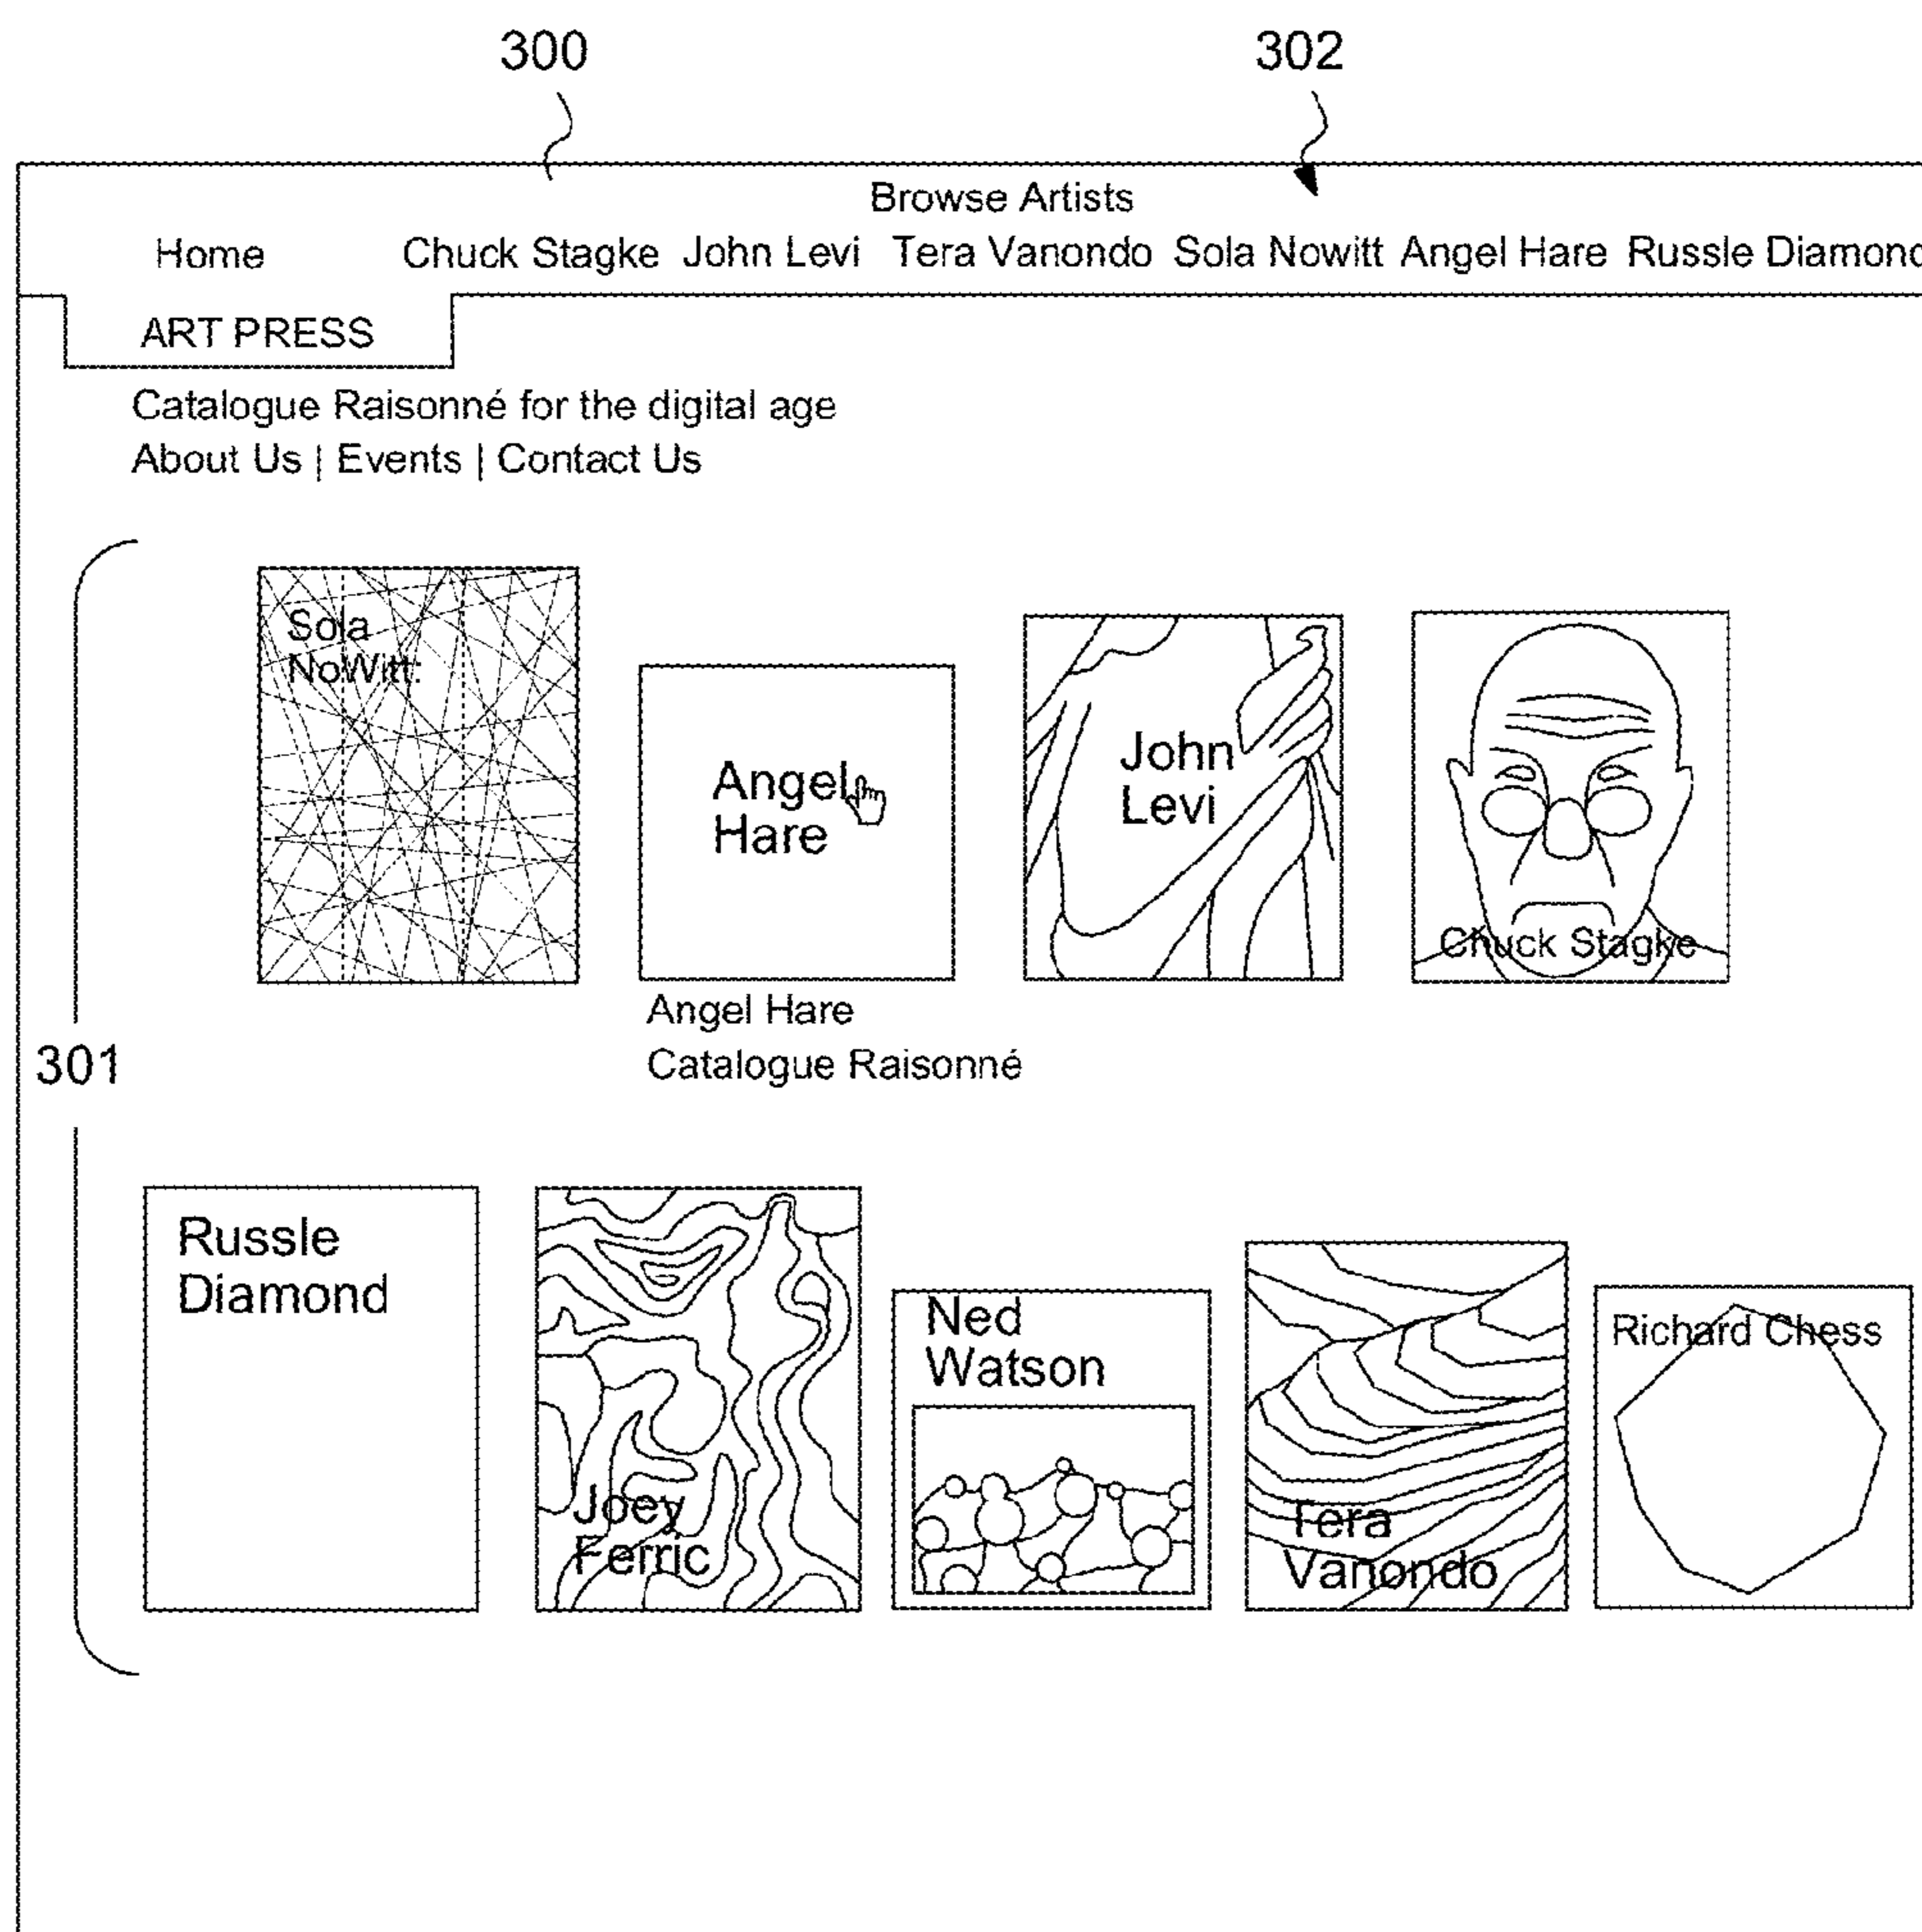 300 302
Browse Artists
Home Chuck Stagke John Levi Tera Vanondo Sola Nowitt Angel Hare Russle Diamond
ART PRESS
Catalogue Raisonné for the digital age
About Us | Events | Contact Us
Sola
NoWitt:
Angel
Hare
John
Levi
Chuck Stagke
Angel Hare
Catalogue Raisonné
301
Russle
Diamond
Joey
Ferric
Ned
Watson
Tera
Vanondo
Richard Chess